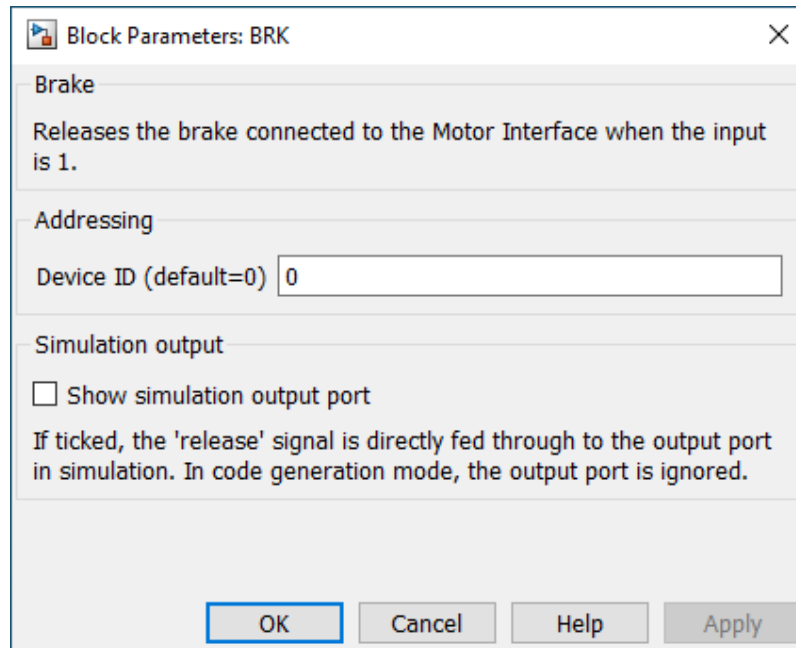 Block Parameters: BRK
Brake
Releases the brake connected to the Motor Interface when the input
is 1.
Addressing
Device ID (default=0) 0
Simulation output
Show simulation output port
If ticked, the 'release' signal is directly fed through to the output port
in simulation. In code generation mode, the output port is ignored.
OK Cancel Help Apply